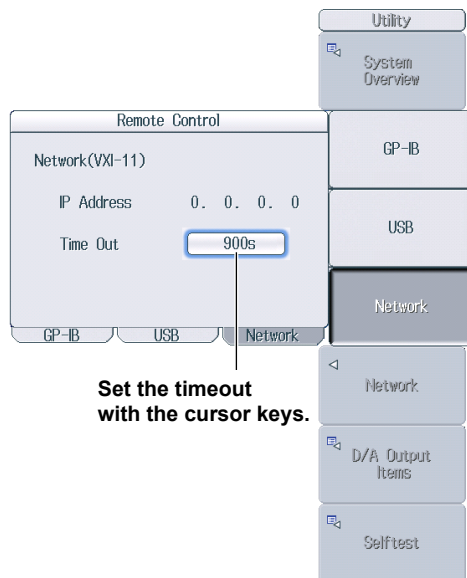 Utility
System
Overview
Remote Control
Network(VXI-11)
IP Address 0. 0. 0. 0
Time Out 900s
GP-IB USB Network
GP-IB
USB
Network
Set the timeout
with the cursor keys.
Network
D/A Output
Items
Selftest